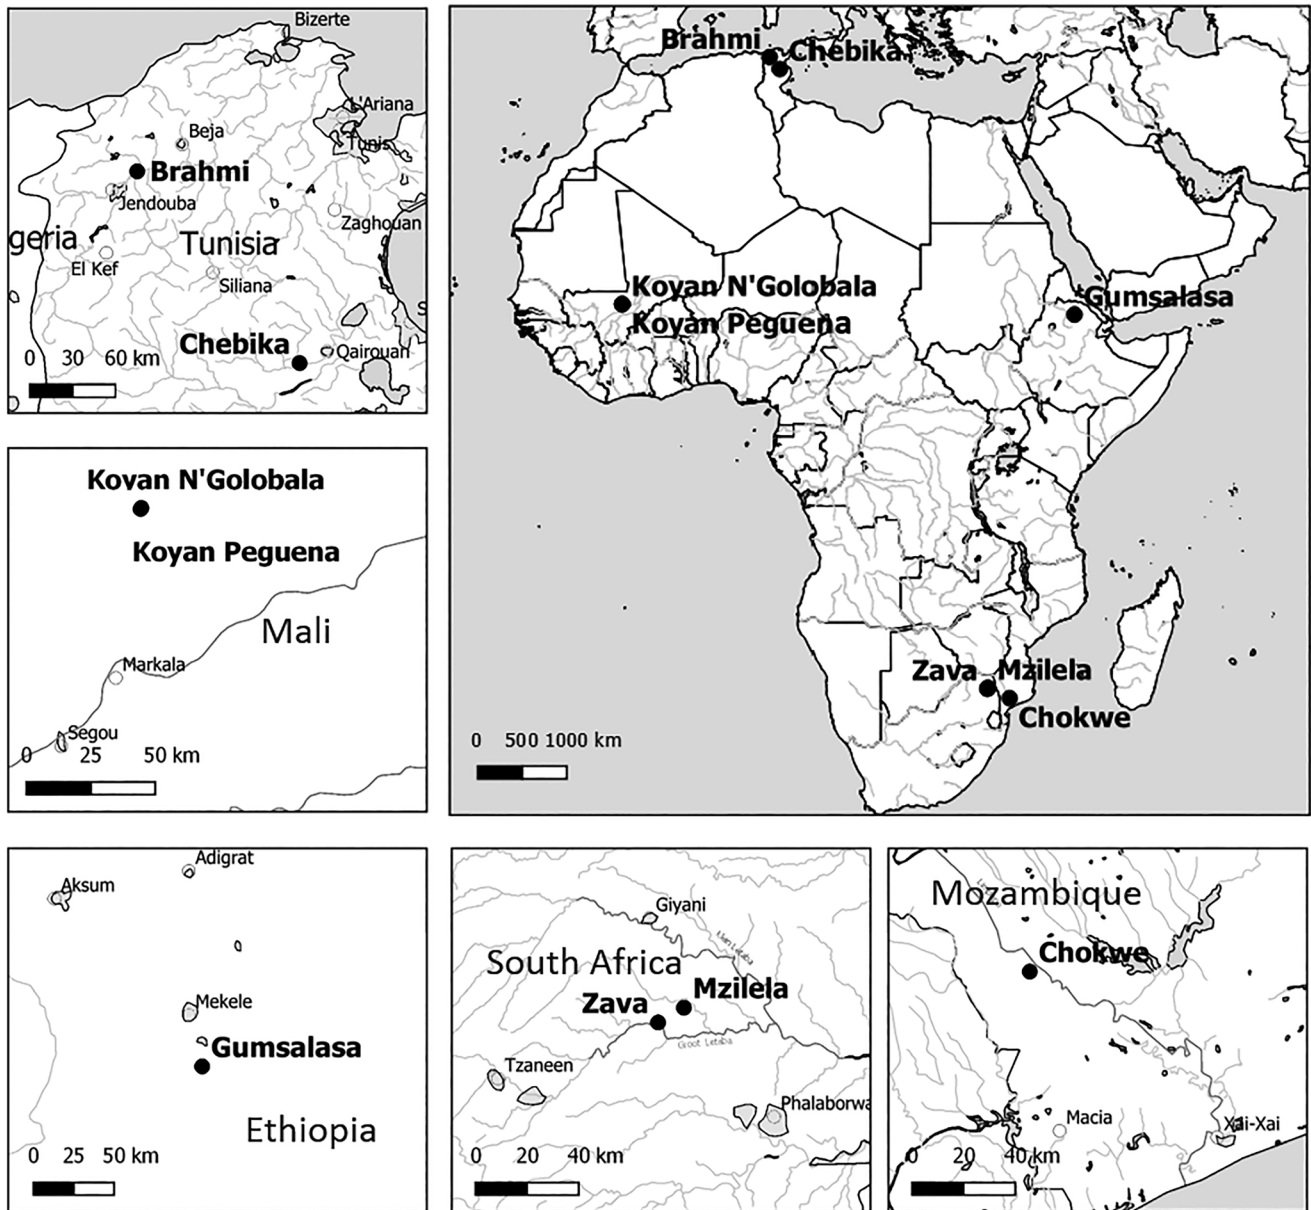 Bizerte
L'Ariana
Tunis
Beja
Brahmi
Jendouba
Zaghouan
geria
Tunisia
El Kef
Siliana
S
Chebika
Qairouan
0 30 60 km
Brahmi
Chebika
Koyan N'Golobala
Koyan Peguena
Gumsalasa
Zava Mzilela
Chokwe
0 500 1000 km
Kovan N'Golobala
Koyan Peguena
Mali
Markala
Segou
0 25 50 km
Adigrat
Aksum
Mekele
Gumsalasa
Ethiopia
0 25 50 km
Giyani
South Africa
Mzilela
Zava
Groot Letaba
Tzaneen
Phalaborwa
0 20 40 km
Mozambique
Chokwe
Macia
Xai-Xai
0 20 40 km